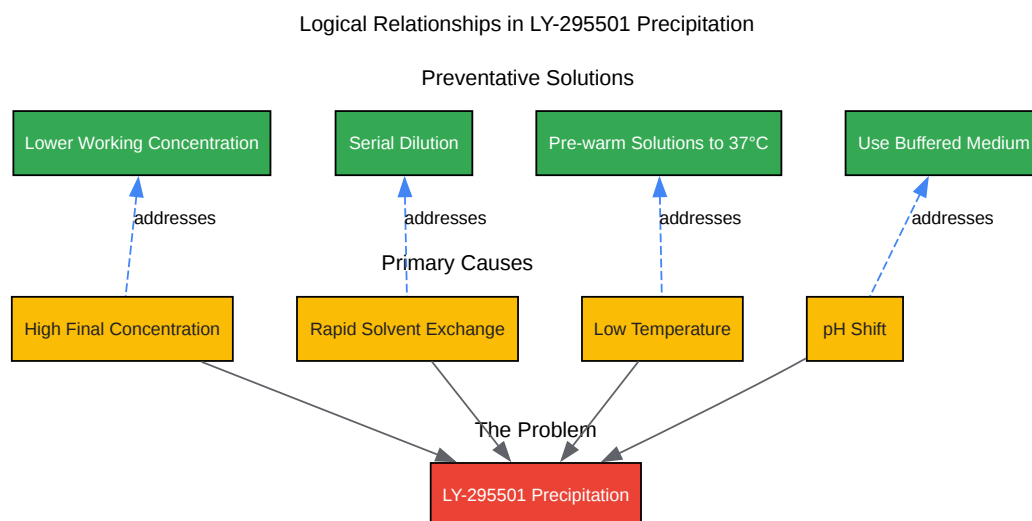 Logical Relationships in LY-295501 Precipitation
Preventative Solutions
Lower Working Concentration
Serial Dilution
Pre-warm Solutions to 37°C
Use Buffered Medium
addresses
addresses
addresses
addresses
Primary Causes
High Final Concentration
Rapid Solvent Exchange
Low Temperature
pH Shift
The Problem
LY-295501 Precipitation